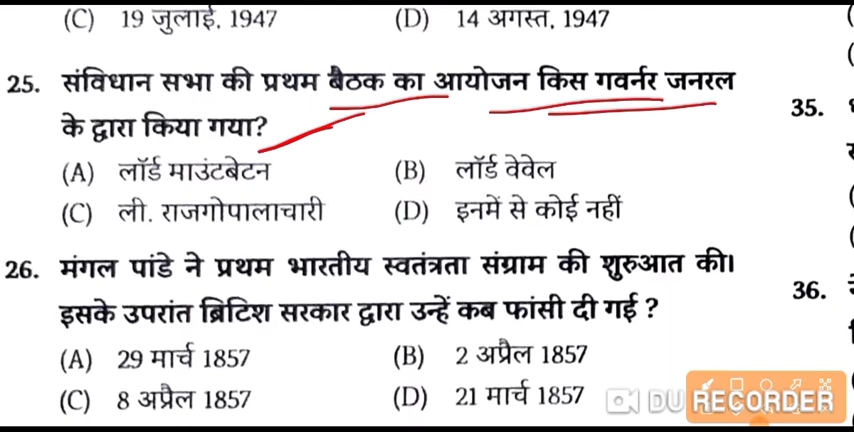 (C) 19 जुलाई, 1947 (D) 14 अगस्त, 1947
25. संविधान सभा की प्रथम बैठक का आयोजन किस गवर्नर जनरल
के द्वारा किया गया?
(A) लॉर्ड माउंटबेटन (B) लॉर्ड वेवेल
(C) ली. राजगोपालाचारी (D) इनमें से कोई नहीं
26. मंगल पांडे ने प्रथम भारतीय स्वतंत्रता संग्राम की शुरुआत की।
इसके उपरांत ब्रिटिश सरकार द्वारा उन्हें कब फांसी दी गई ?
(A) 29 मार्च 1857 (B) 2 अप्रैल 1857
(C) 8 अप्रैल 1857 (D) 21 मार्च 1857
35.
36.
DU RECORDER